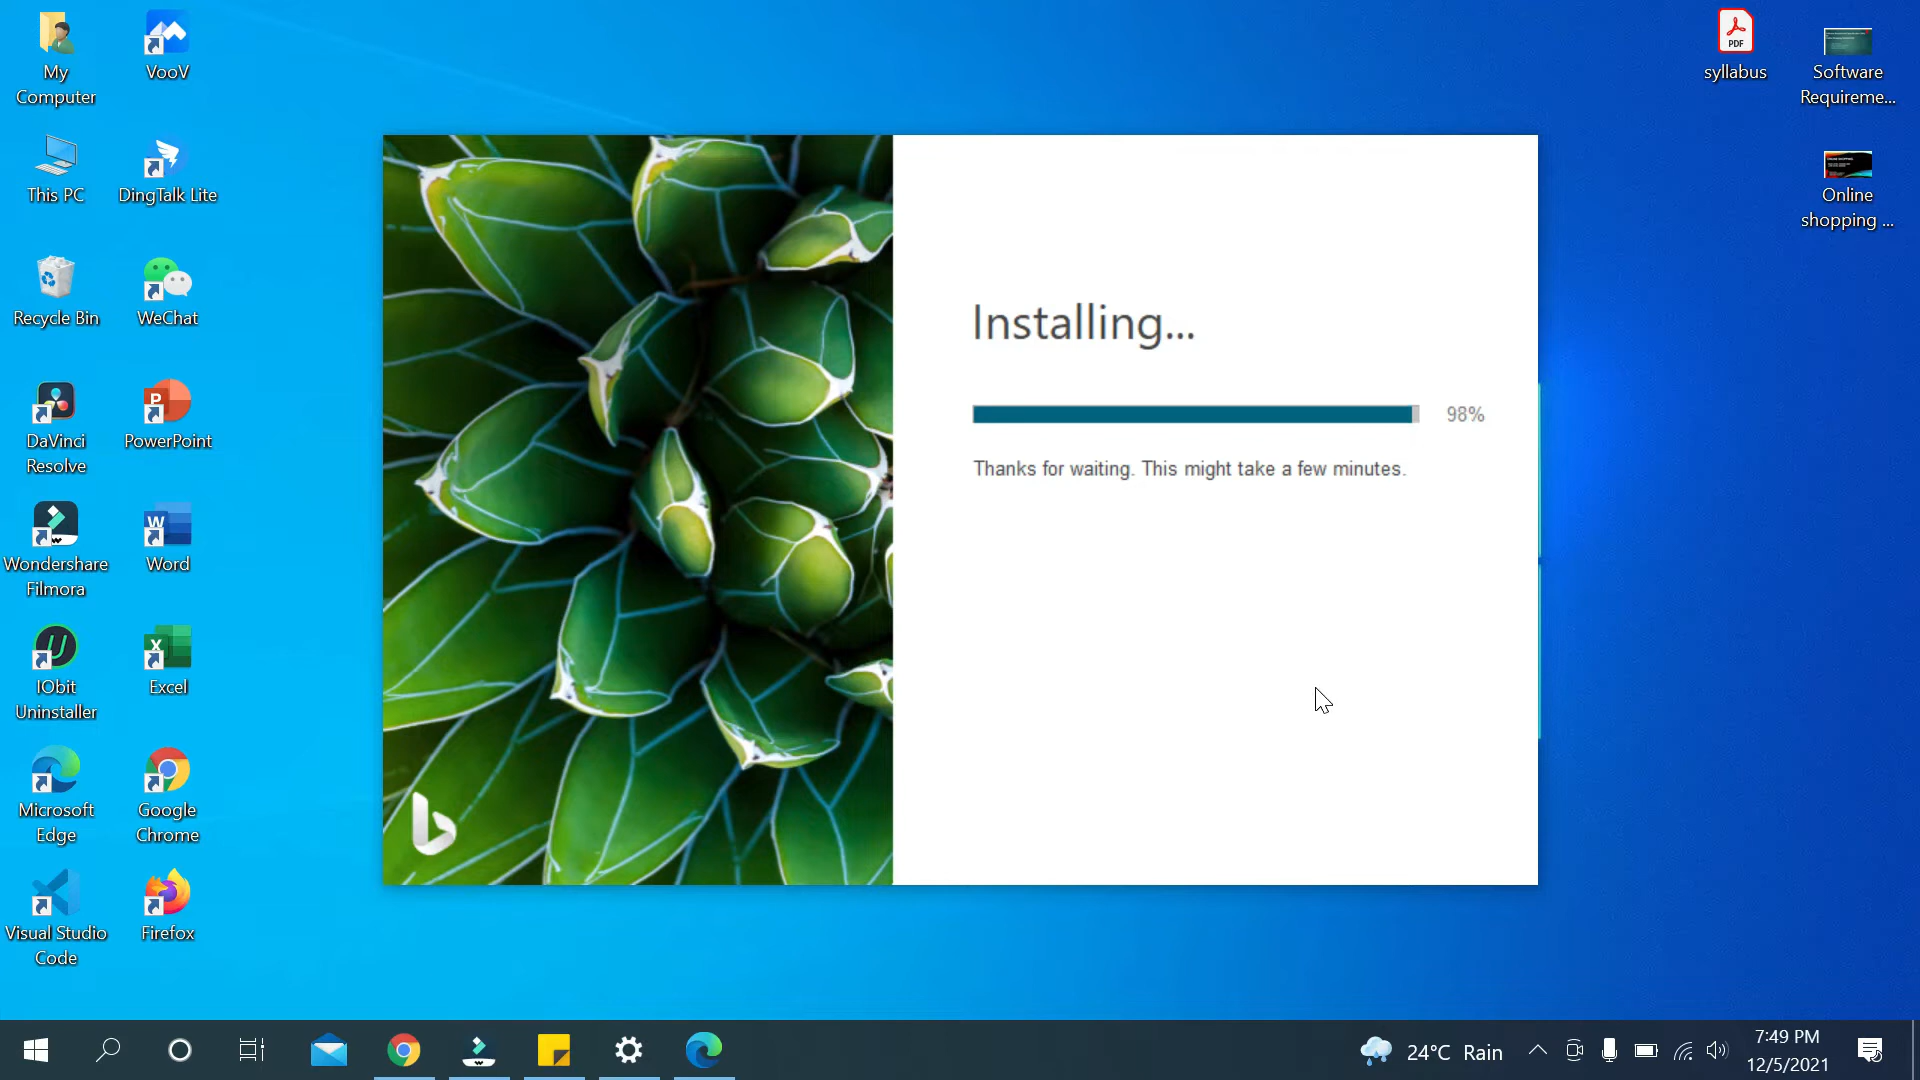 My
Computer
VooV
This PC
DingTalk Lite
Recycle Bin
WeChat
DaVinci
Resolve
PowerPoint
Wondershare
Filmora
Word
IObit
Uninstaller
Excel
Microsoft
Edge
Google
Chrome
Visual Studio
Code
Firefox
PDF
syllabus
Software
Requireme...
Online
shopping ...
Installing...
98%
Thanks for waiting. This might take a few minutes.
24°C Rain
7:49 PM
12/5/2021